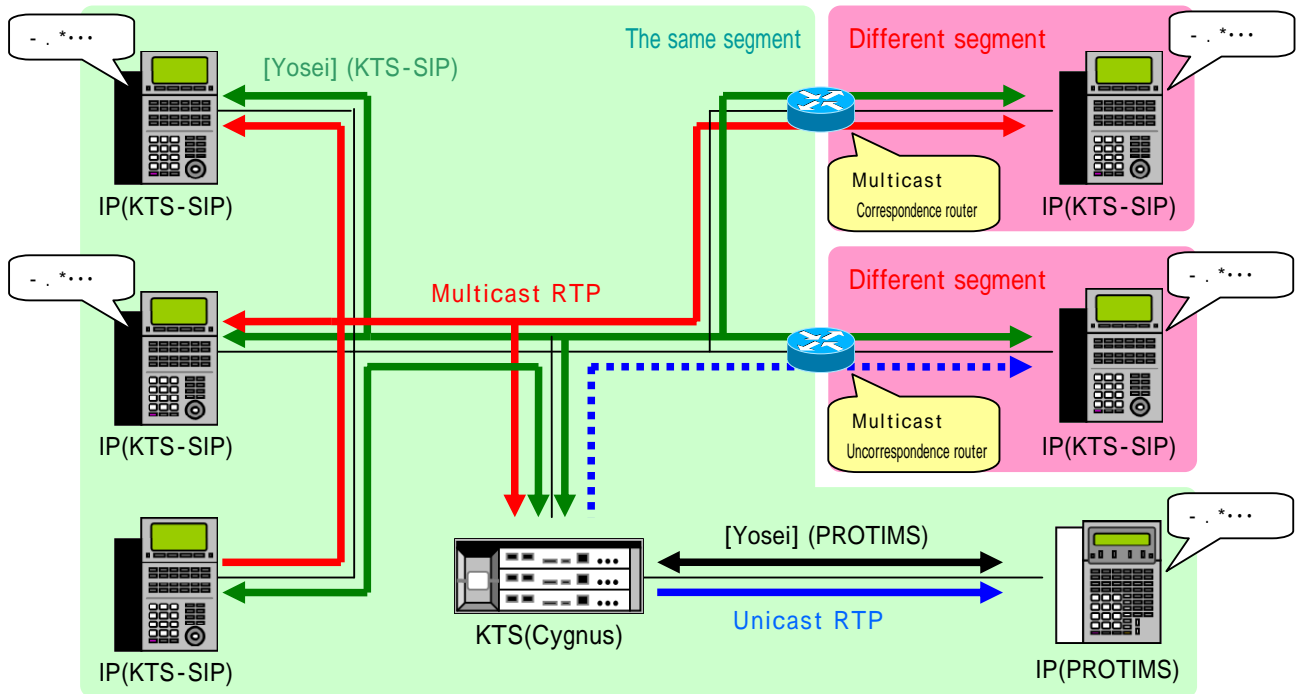 - . *･･･
The same segment
Different segment
- . *･･･
[Yosei] (KTS-SIP)
Multicast
Correspondence router
IP(KTS-SIP)
IP(KTS-SIP)
- . *･･･
Different segment
- . *･･･
Multicast RTP
Multicast
Uncorrespondence router
IP(KTS-SIP)
IP(KTS-SIP)
- . *･･･
[Yosei] (PROTIMS)
Unicast RTP
KTS(Cygnus)
IP(KTS-SIP)
IP(PROTIMS)